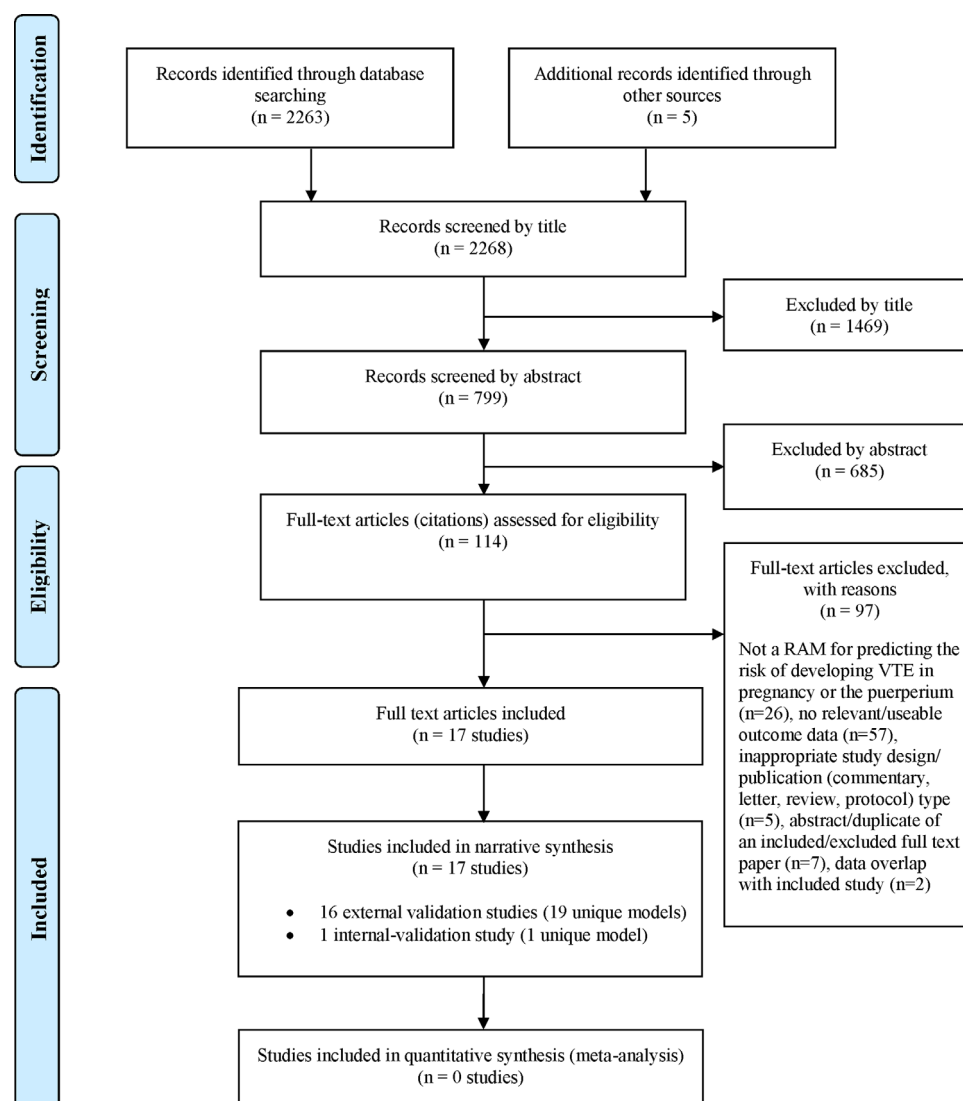 Identification
Records identified through database
searching
(n = 2263)
Additional records identified through
other sources
(n = 5)
Screening
Records screened by title
(n = 2268)
Excluded by title
(n = 1469)
Records screened by abstract
(n = 799)
Excluded by abstract
(n = 685)
Eligibility
Full-text articles (citations) assessed for eligibility
(n = 114)
Full-text articles excluded,
with reasons
(n = 97)
Not a RAM for predicting the
risk of developing VTE in
pregnancy or the puerperium
(n=26), no relevant/useable
outcome data (n=57),
inappropriate study design/
publication (commentary,
letter, review, protocol) type
(n=5), abstract/duplicate of
an included/excluded full text
paper (n=7), data overlap
with included study (n=2)
Included
Full text articles included
n = 17 studies)
Studies included in narrative synthesis
(n = 17 studies)
• 16 external validation studies (19 unique models)
• 1 internal-validation study (1 unique model)
Studies included in quantitative synthesis (meta-analysis)
(n = 0 studies)